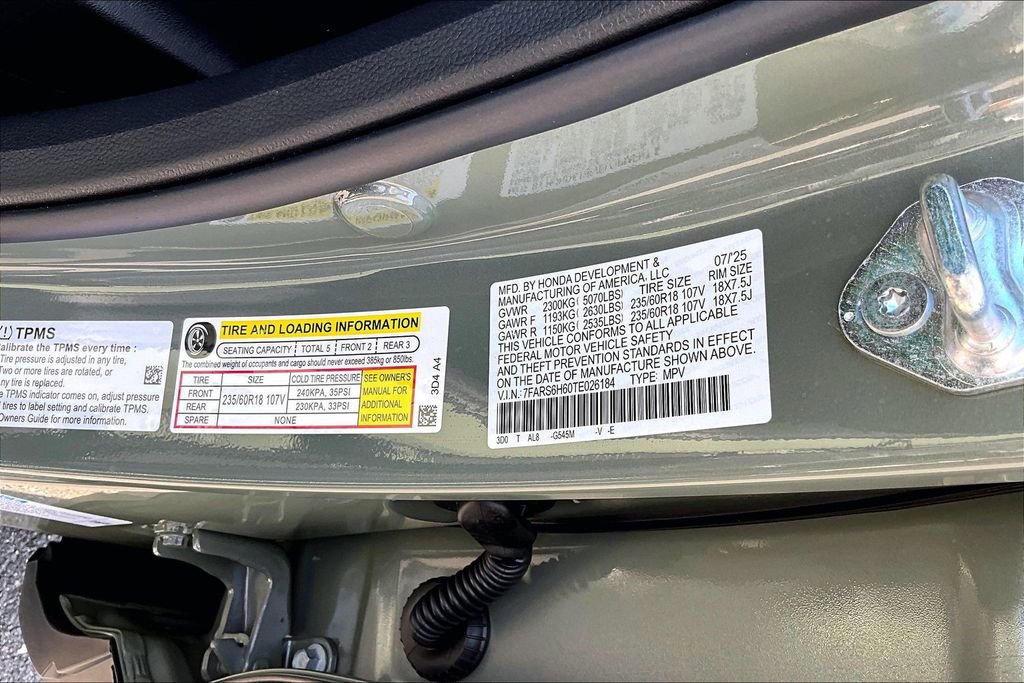 (!) TPMS
Calibrate the TPMS every time :
Tire pressure is adjusted in any tire,
Two or more tires are rotated, or
any tire is replaced.
TPMS indicator comes on, adjust pressure
tires to label setting and calibrate TPMS.
Owners Guide for more information.
TIRE AND LOADING INFORMATION
SEATING CAPACITY TOTAL 5 FRONT 2 REAR 3
The combined weight of occupants and cargo should never exceed 385kg or 850lbs.
TIRE SIZE COLD TIRE PRESSURE SEE OWNER'S MANUAL FOR ADDITIONAL INFORMATION
FRONT 235/60R18 107V 240KPA, 35PSI
REAR 230KPA, 33PSI
SPARE NONE
3D4 A4
MFD. BY HONDA DEVELOPMENT & 07/'25
MANUFACTURING OF AMERICA, LLC
GVWR 2300KG( 5070LBS) TIRE SIZE RIM SIZE
GAWR F 1193KG( 2630LBS) 235/60R18 107V 18X7.5J
GAWR R 1150KG( 2535LBS) 235/60R18 107V 18X7.5J
THIS VEHICLE CONFORMS TO ALL APPLICABLE
FEDERAL MOTOR VEHICLE SAFETY
AND THEFT PREVENTION STANDARDS IN EFFECT
ON THE DATE OF MANUFACTURE SHOWN ABOVE.
V.I.N.: 7FARS6H60TE026184 TYPE: MPV
3D0 T AL8 -G545M -V -E